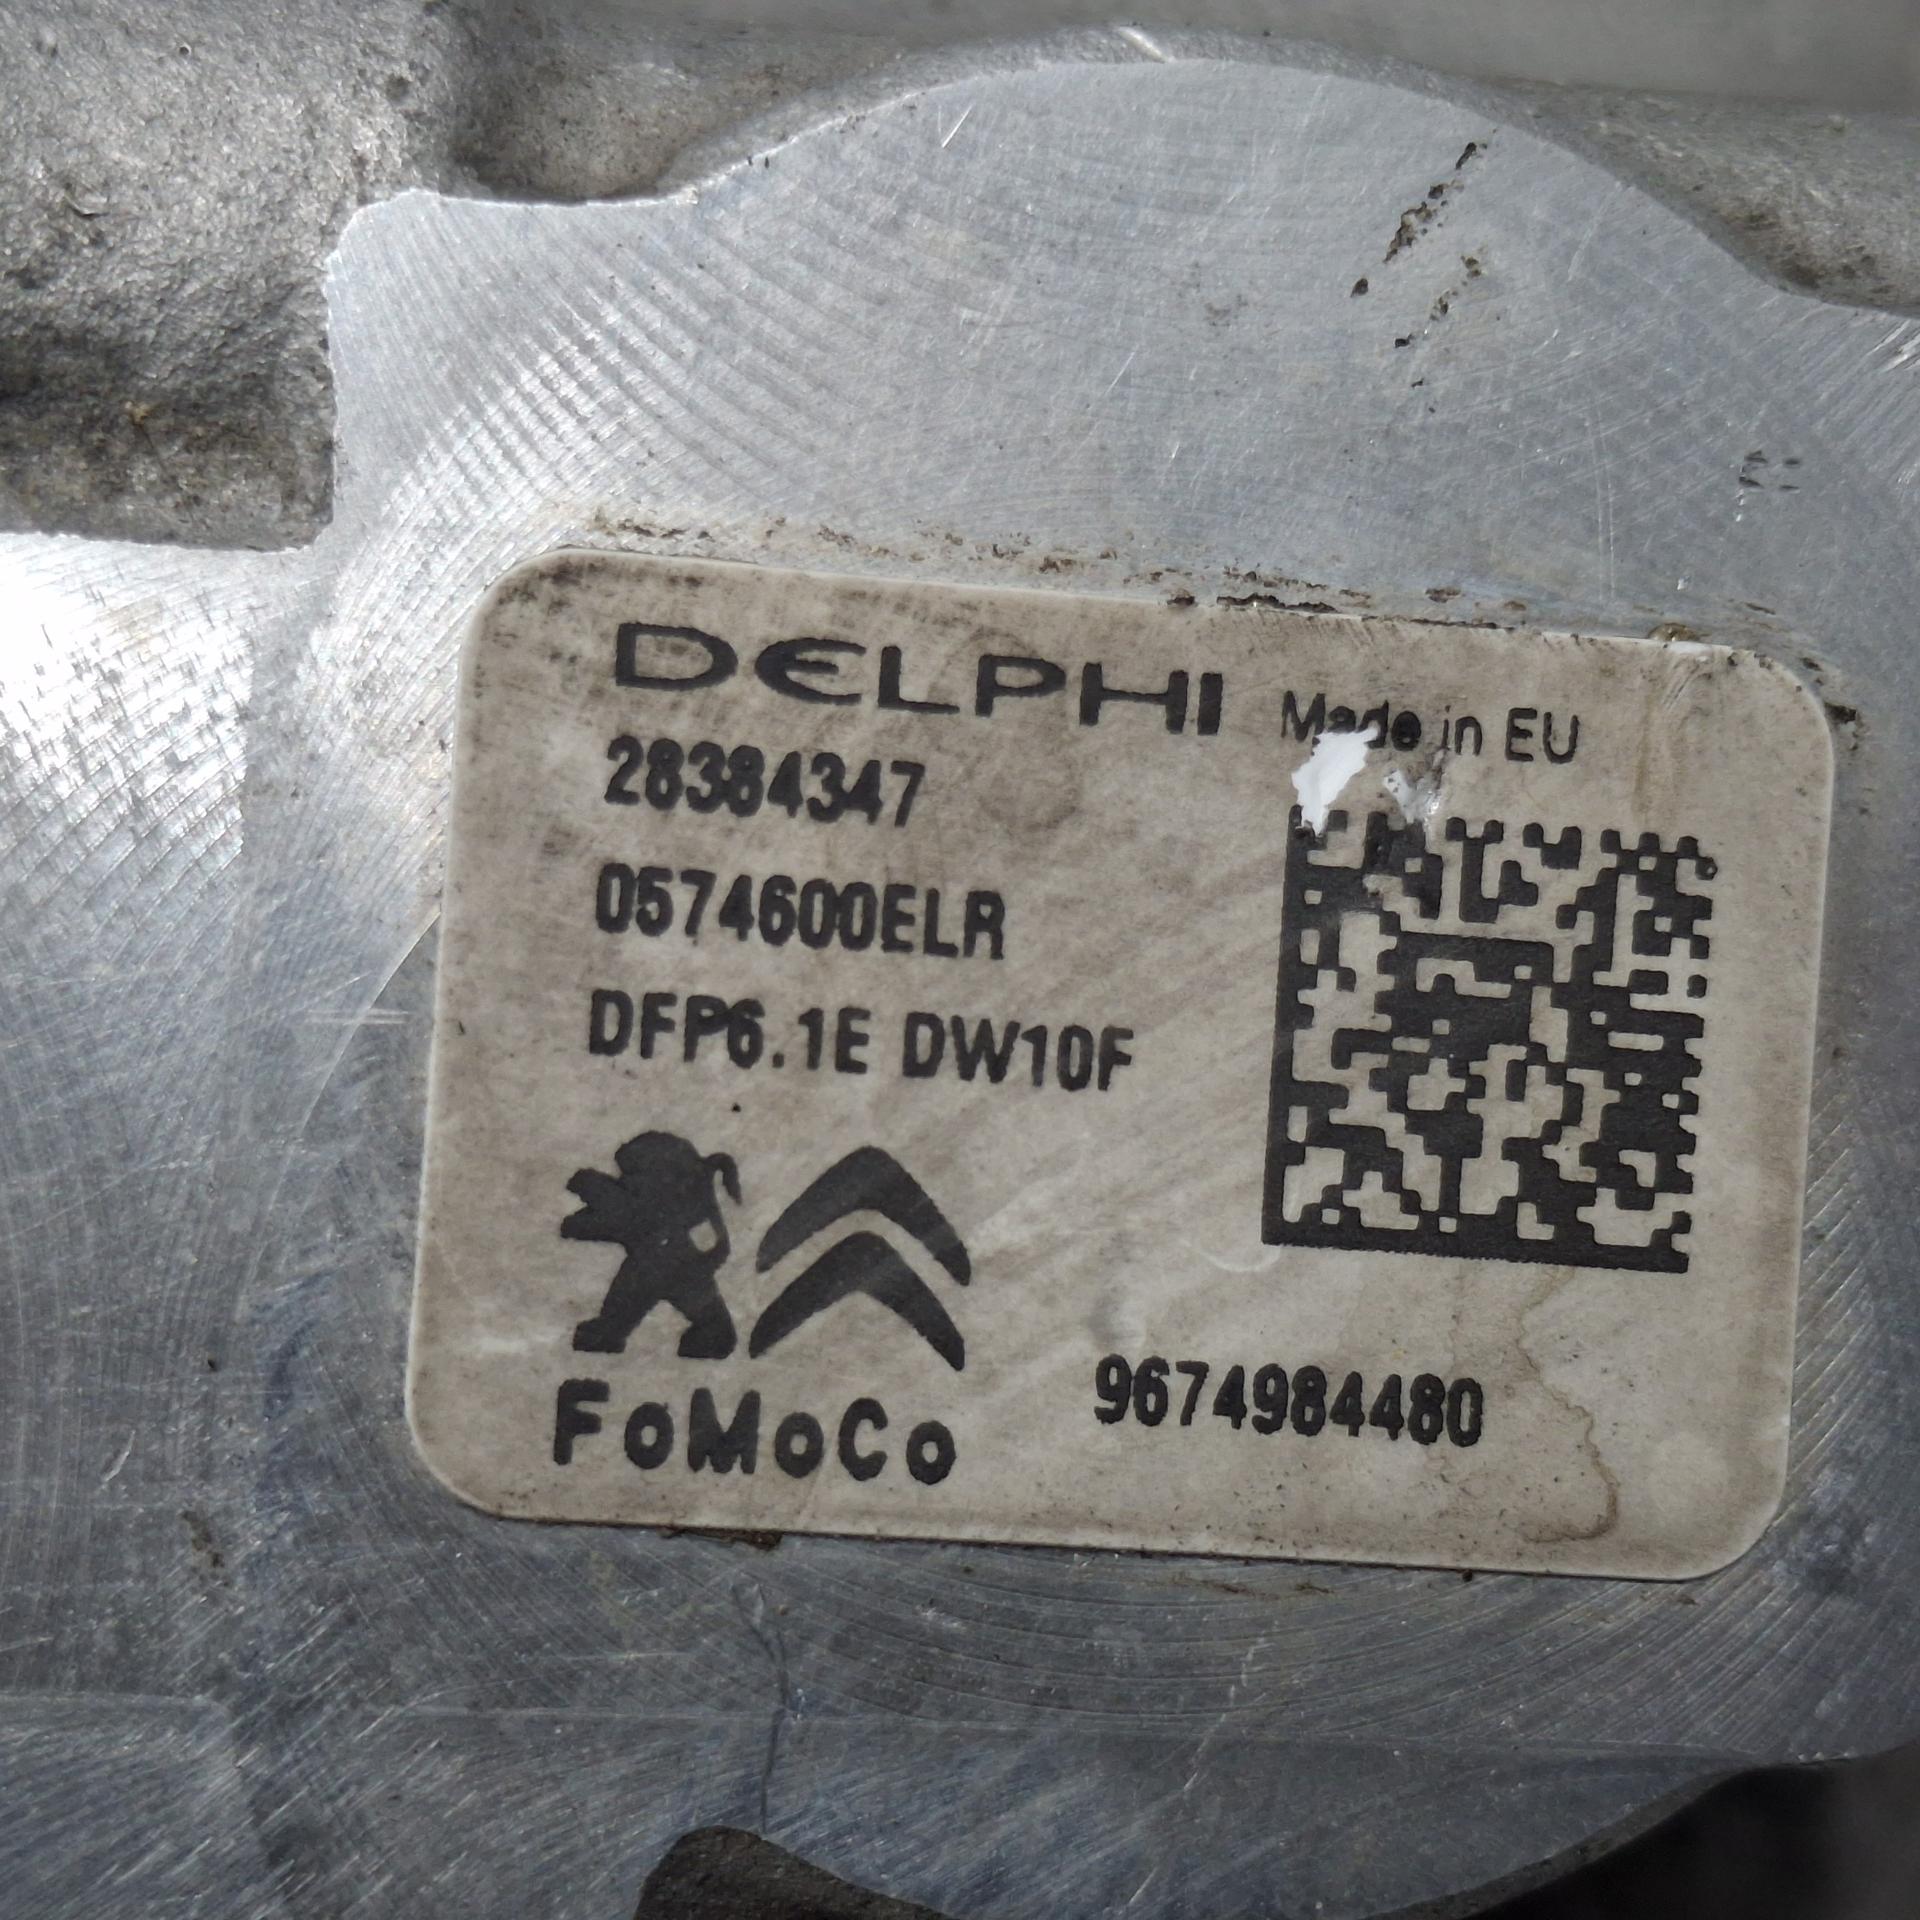 DELPHI Made in EU
28384347
0574600ELR
DFP6.1E DW10F
FoMoCo
9674984480